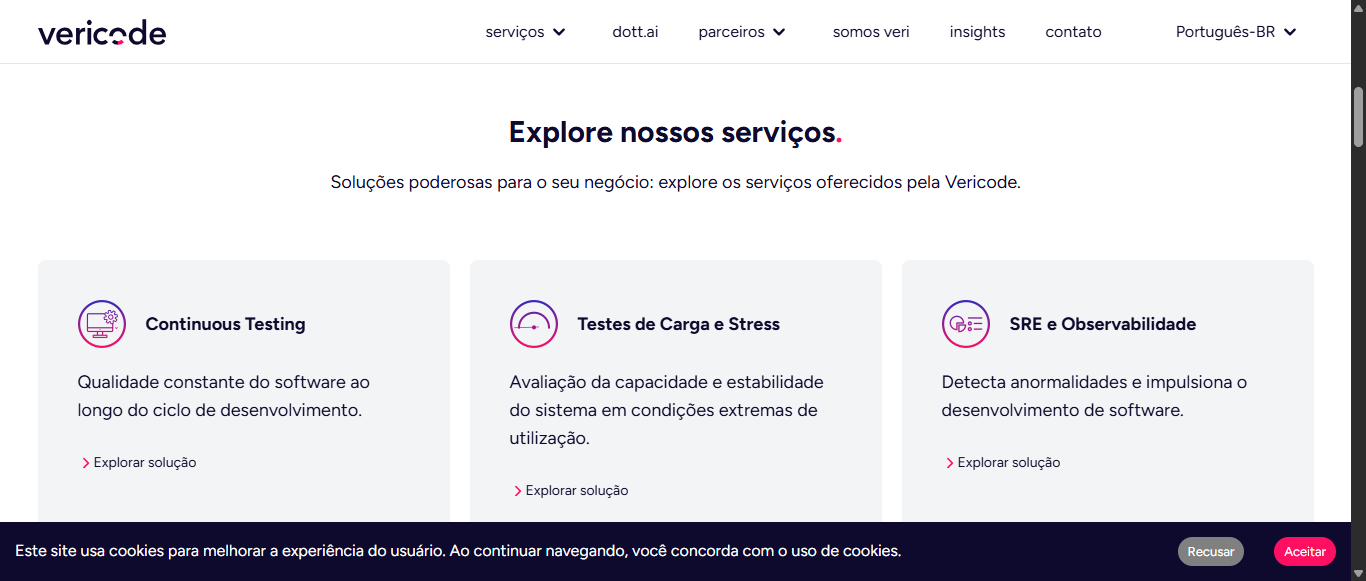 vericode
serviços
dott.ai
parceiros
somos veri
insights
contato
Português-BR
Explore nossos serviços.
Soluções poderosas para o seu negócio: explore os serviços oferecidos pela Vericode.
Continuous Testing
Qualidade constante do software ao
longo do ciclo de desenvolvimento.
Explorar solução
Testes de Carga e Stress
Avaliação da capacidade e estabilidade
do sistema em condições extremas de
utilização.
Explorar solução
SRE e Observabilidade
Detecta anormalidades e impulsiona o
desenvolvimento de software.
Explorar solução
Este site usa cookies para melhorar a experiência do usuário. Ao continuar navegando, você concorda com o uso de cookies.
Recusar
Aceitar